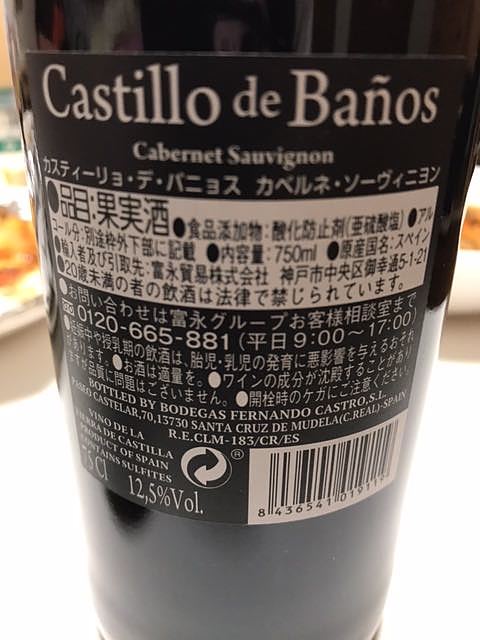 Castillo de Baños
Cabernet Sauvignon
カスティーリョ・デ・バニョス カベルネ・ソーヴィニヨン
●品目:果実酒 ●食品添加物:酸化防止剤(亜硫酸塩) ●アル
コール分:別途枠外下部に記載 ●内容量:750ml ●原産国名:スペイン
●輸入者及び引取先:富永貿易株式会社 神戸市中央区御幸通5-1-21
●20歳未満の者の飲酒は法律で禁じられています。
●お問い合わせは富永グループお客様相談室まで
0120-665-881(平日9:00~17:00)
●妊娠中や授乳期の飲酒は、胎児・乳児の発育に悪影響を与えるおそれ
があります。●お酒は適量を。●ワインの成分が沈殿することがあり
ますが品質に問題はございません。●開栓時のケガにご注意ください。
BOTTLED BY BODEGAS FERNANDO CASTRO,S.L.
PASEO CASTELAR,70,13730 SANTA CRUZ DE MUDELA(C.REAL)-SPAIN
R.E.CLM-183/CR/ES
VINO DE LA
TIERRA DE CASTILLA
PRODUCT OF SPAIN
CONTAINS SULFITES
75Cl 12,5%Vol.
®
8 436541 019119